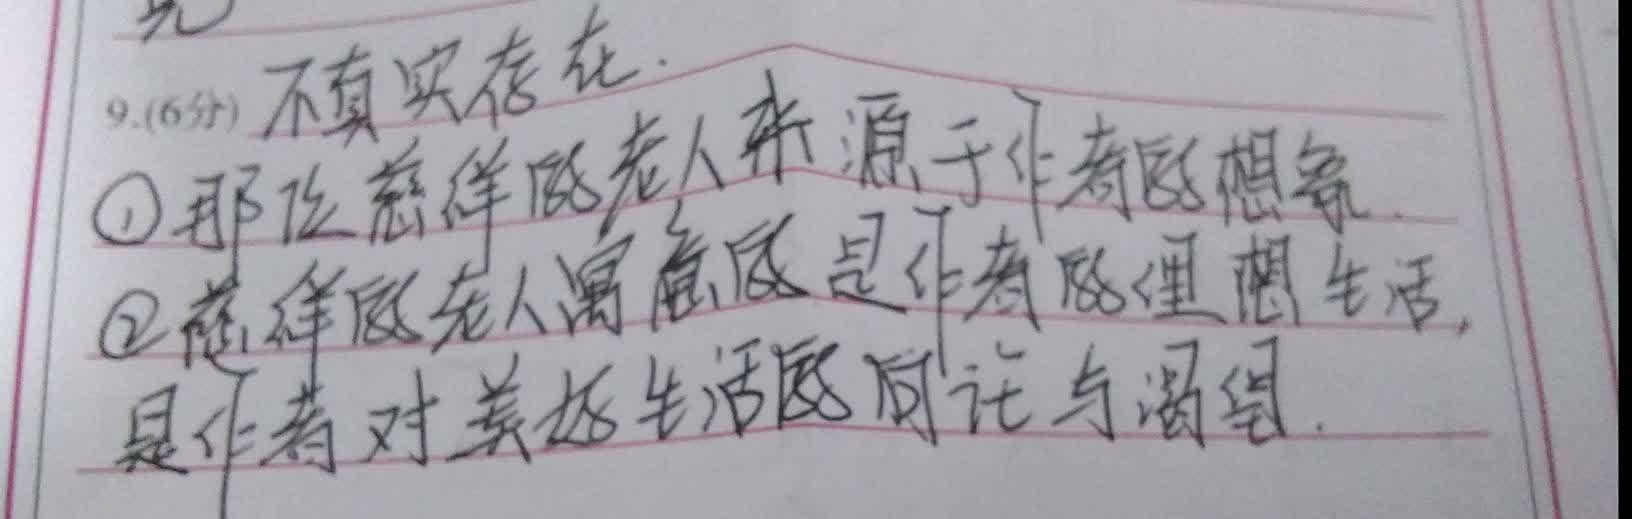 9.(6分) 不真实存在.
①那位慈祥的老人来源于作者的想象.
②慈祥的老人寓意的是作者的理想生活,
是作者对美好生活的向往与渴望.